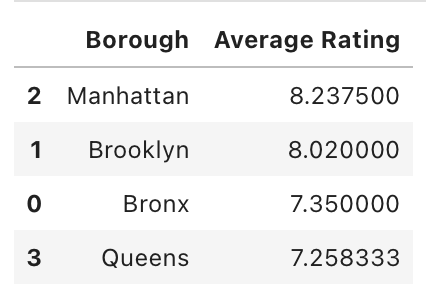 Borough Average Rating
2 Manhattan 8.237500
1 Brooklyn 8.020000
0 Bronx 7.350000
3 Queens 7.258333